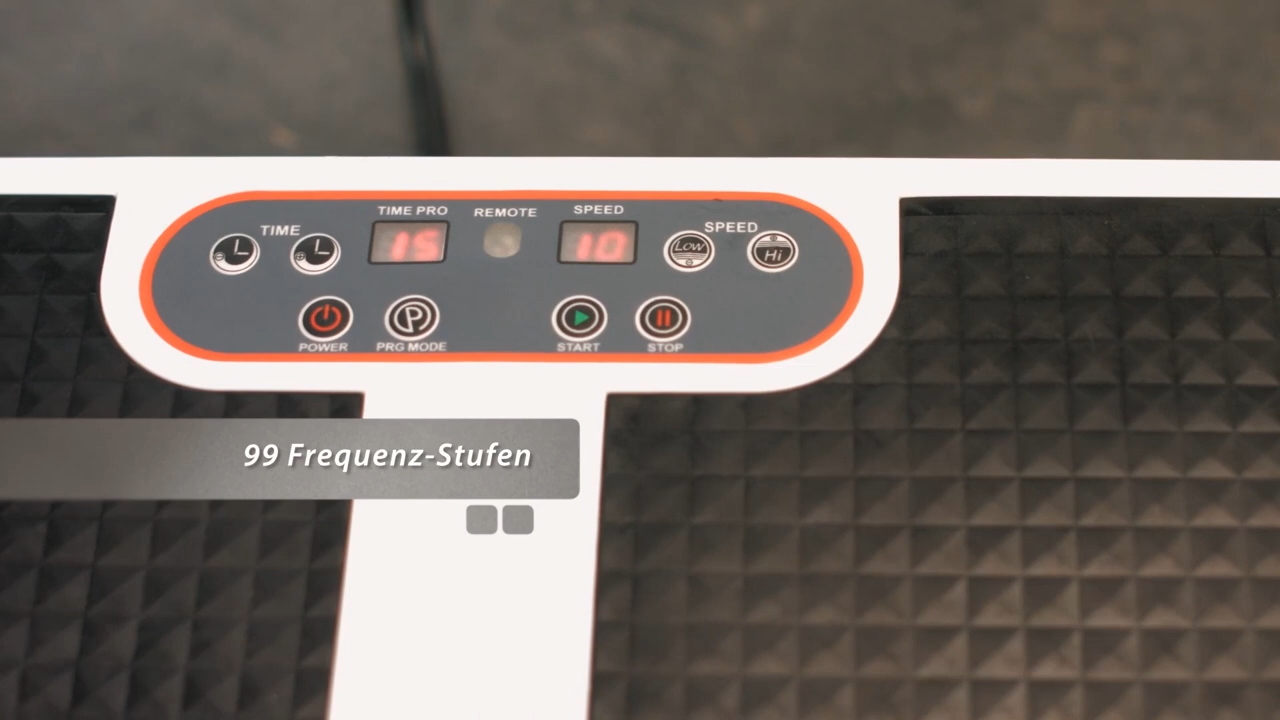 TIME PRO
REMOTE
SPEED
TIME
SPEED
15
10
Low
Hi
P
POWER
PRG MODE
START
STOP
99 Frequenz-Stufen